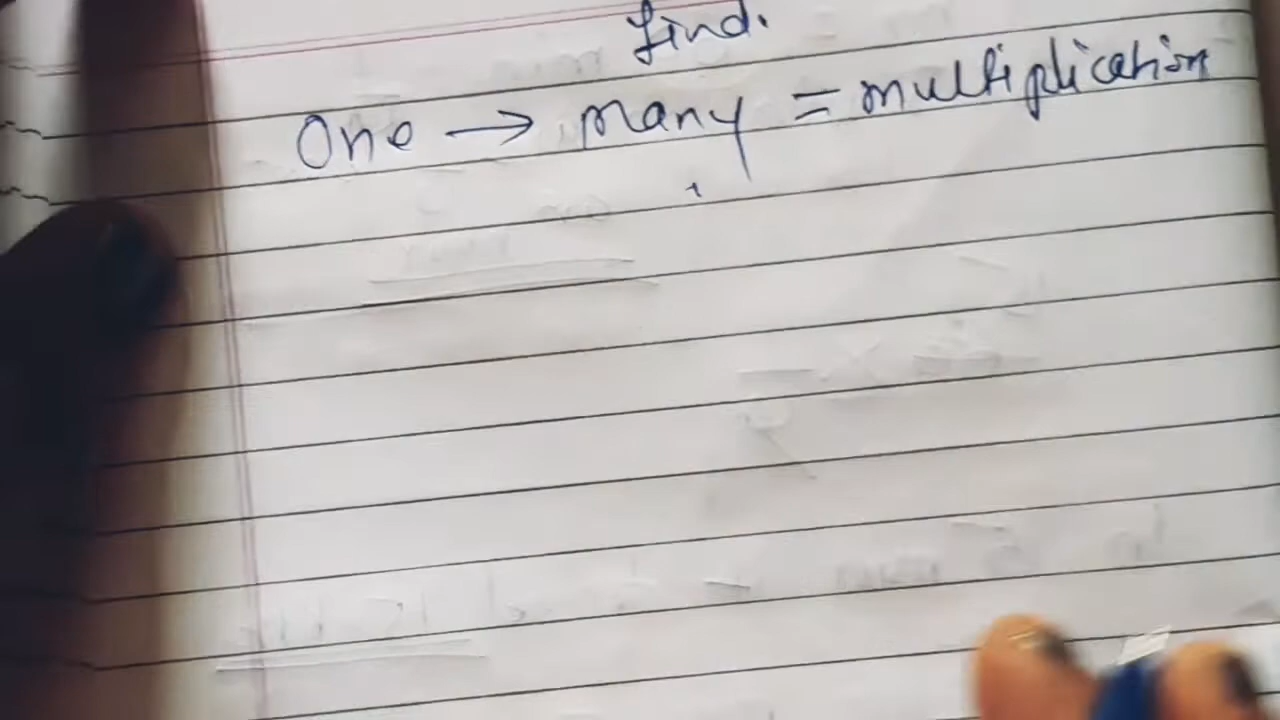 find.
One → many = multiplication